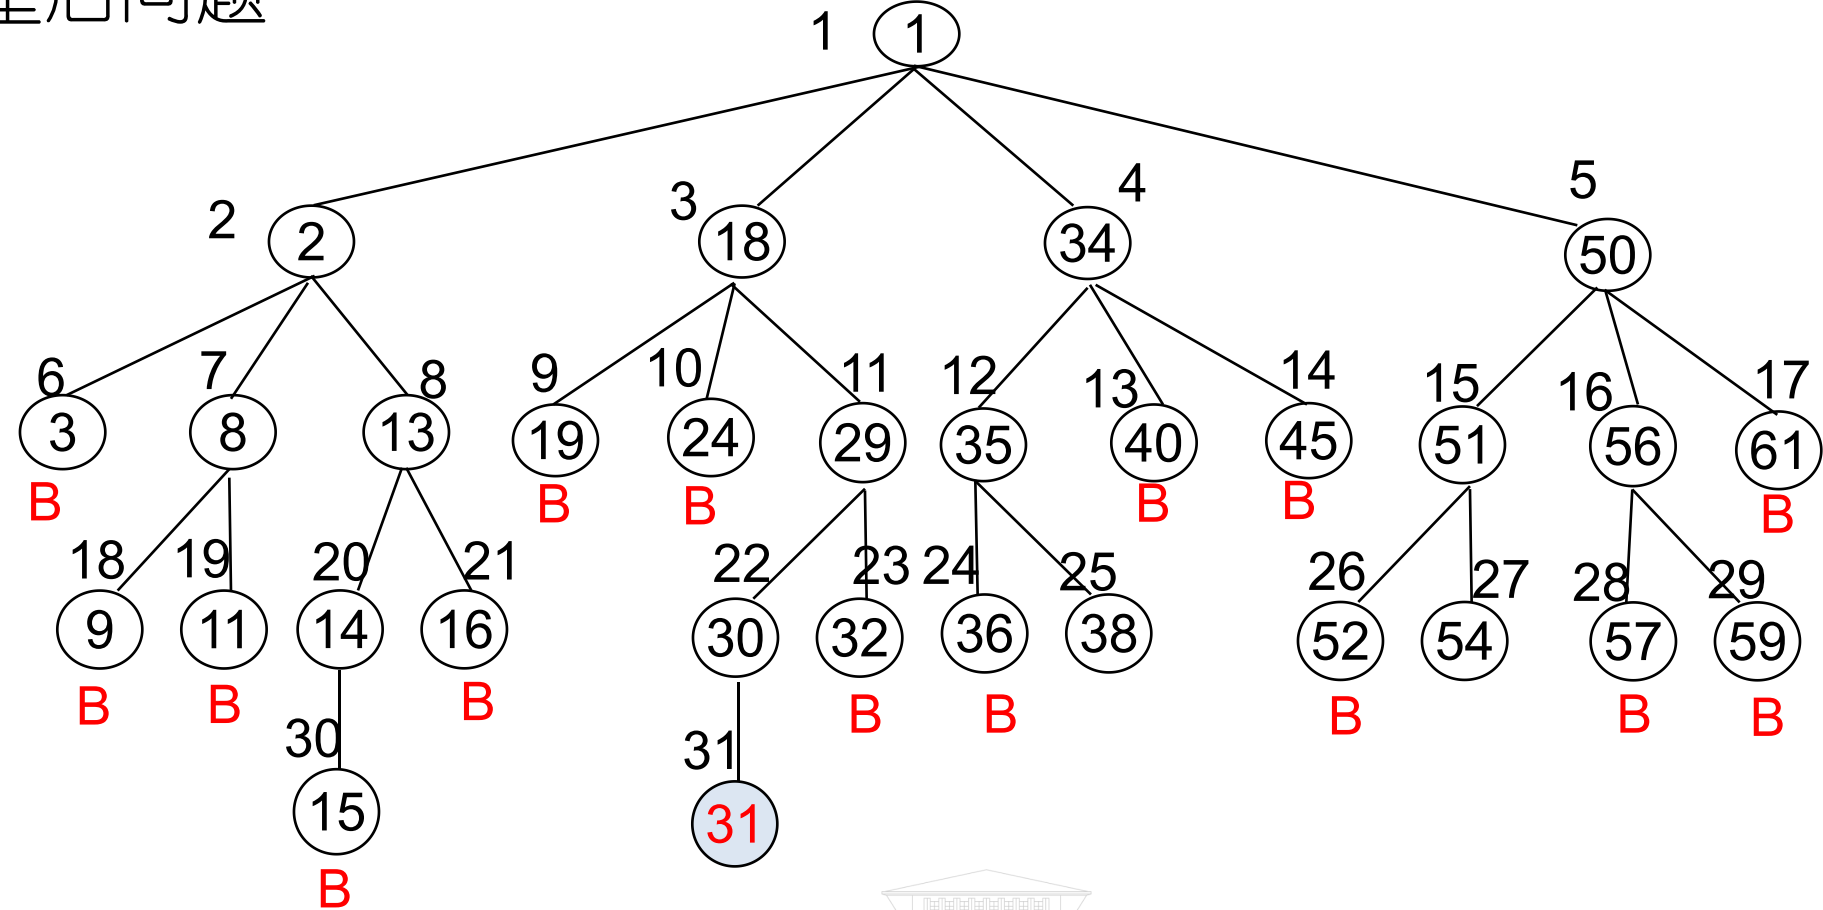 后问题
1 1
2 2 3 18 4 34 5 50
6 7 8 9 10 11 12 13 14 15 16 17
3 8 13 19 24 29 35 40 45 51 56 61
B B B B B B
18 19 20 21 22 23 24 25 26 27 28 29
9 11 14 16 30 32 36 38 52 54 57 59
B B B B B B B B
30 31
15 31
B